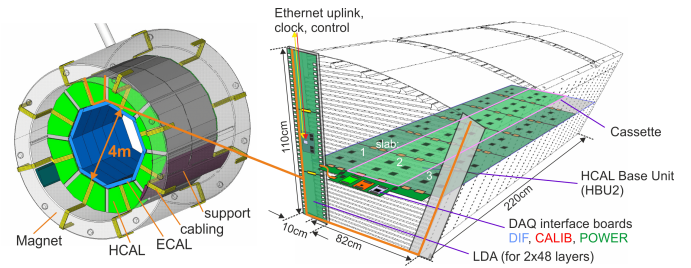 Ethernet uplink,
clock, control
4m
110cm
slab:
1
2
3
Cassette
HCAL Base Unit
(HBU2)
220cm
DAQ interface boards
DIF, CALIB, POWER
LDA (for 2x48 layers)
10cm
82cm
support
cabling
ECAL
HCAL
Magnet